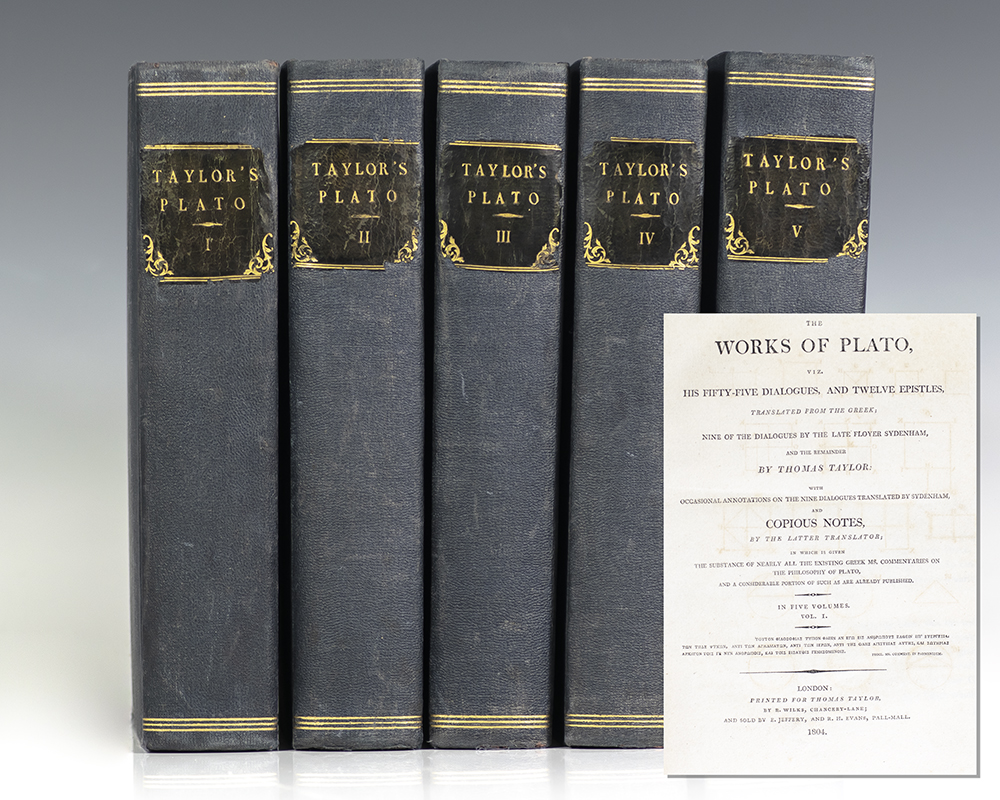 TAYLOR'S
PLATO
I
TAYLOR'S
PLATO
II
TAYLOR'S
PLATO
III
TAYLOR'S
PLATO
IV
TAYLOR'S
PLATO
V
THE
WORKS OF PLATO,
VIZ.
HIS FIFTY-FIVE DIALOGUES, AND TWELVE EPISTLES,
TRANSLATED FROM THE GREEK;
NINE OF THE DIALOGUES BY THE LATE FLOYER SYDENHAM,
AND THE REMAINDER
BY THOMAS TAYLOR:
WITH
OCCASIONAL ANNOTATIONS ON THE NINE DIALOGUES TRANSLATED BY SYDENHAM,
AND
COPIOUS NOTES,
BY THE LATTER TRANSLATOR;
IN WHICH IS GIVEN
THE SUBSTANCE OF NEARLY ALL THE EXISTING GREEK MS. COMMENTARIES ON
THE PHILOSOPHY OF PLATO,
AND A CONSIDERABLE PORTION OF SUCH AS ARE ALREADY PUBLISHED.
IN FIVE VOLUMES.
VOL. I.
LONDON:
PRINTED FOR THOMAS TAYLOR,
BY R. WILKS, CHANCERY-LANE;
AND SOLD BY E. JEFFERY, AND R. H. EVANS, PALL-MALL.
1804.